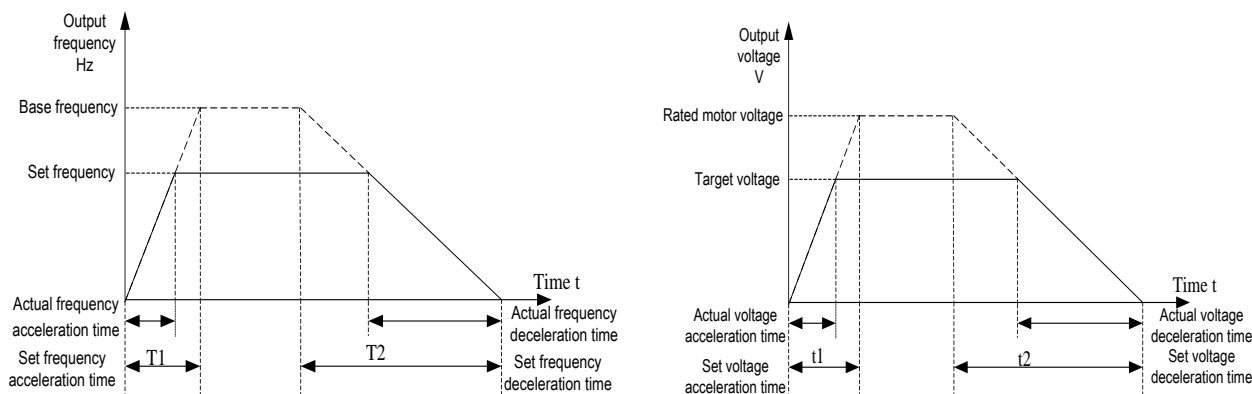 Output
frequency
Hz
Base frequency
Set frequency
Time t
Actual frequency
acceleration time
Actual frequency
deceleration time
Set frequency
acceleration time
T1
T2
Set frequency
deceleration time
Output
voltage
V
Rated motor voltage
Target voltage
Time t
Actual voltage
acceleration time
Actual voltage
deceleration time
Set voltage
acceleration time
t1
t2
Set voltage
deceleration time